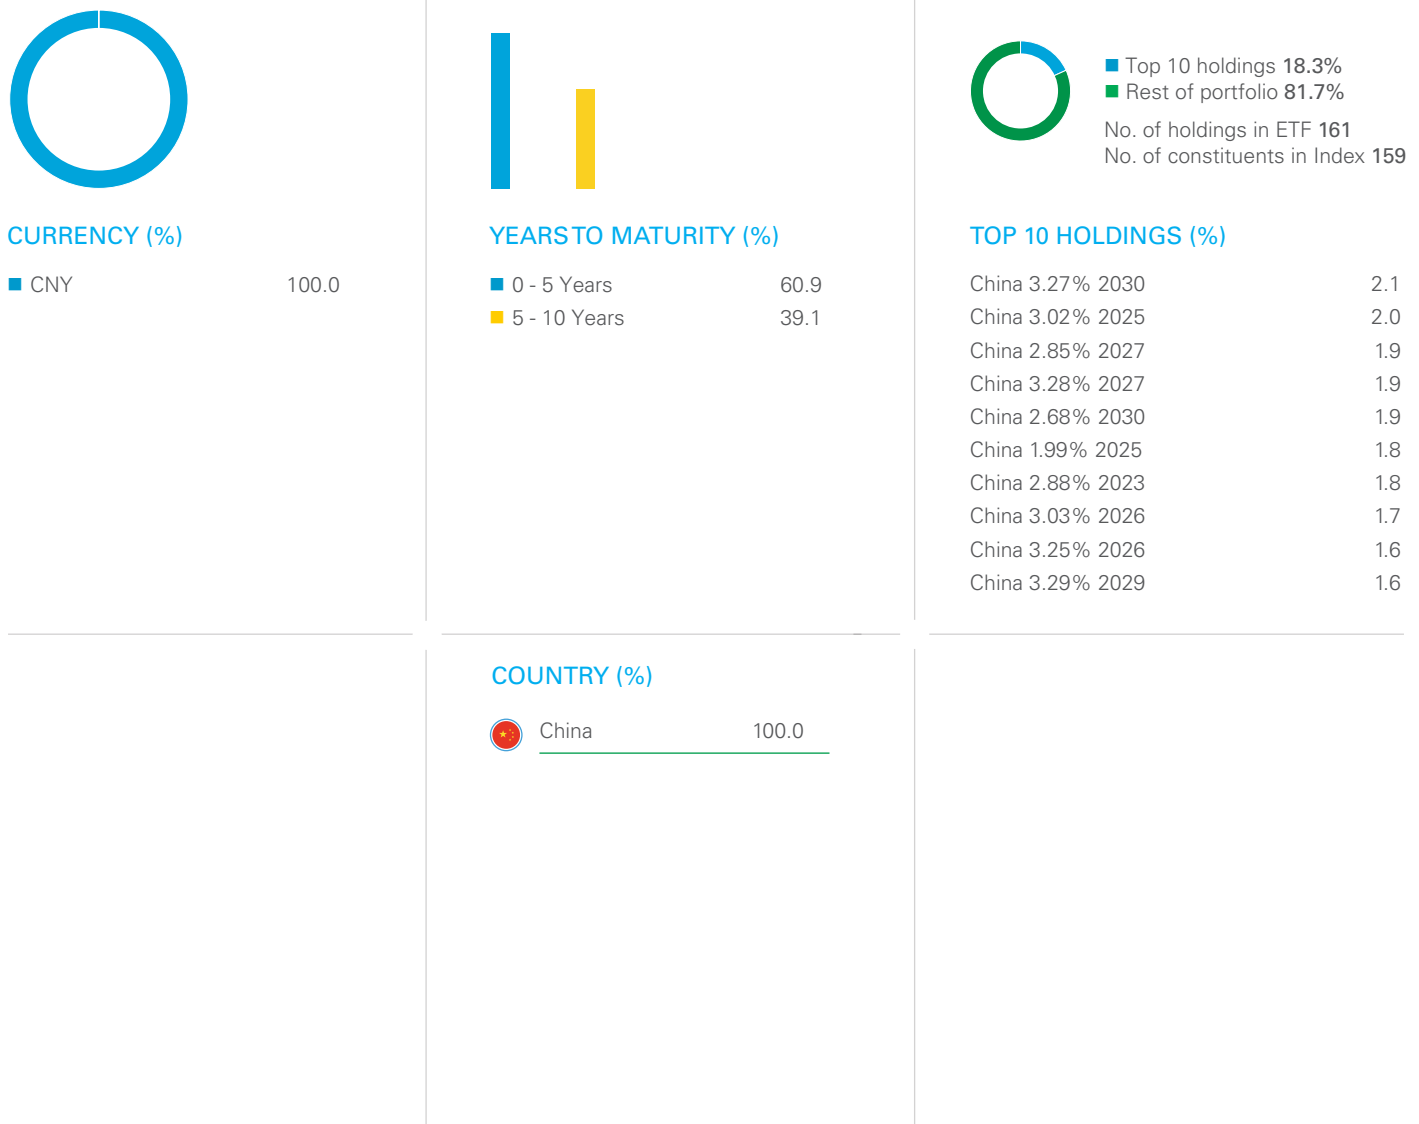 CURRENCY (%)
CNY 100.0
YEARS TO MATURITY (%)
0 - 5 Years 60.9
5 - 10 Years 39.1
Top 10 holdings 18.3%
Rest of portfolio 81.7%
No. of holdings in ETF 161
No. of constituents in Index 159
TOP 10 HOLDINGS (%)
China 3.27% 2030 2.1
China 3.02% 2025 2.0
China 2.85% 2027 1.9
China 3.28% 2027 1.9
China 2.68% 2030 1.9
China 1.99% 2025 1.8
China 2.88% 2023 1.8
China 3.03% 2026 1.7
China 3.25% 2026 1.6
China 3.29% 2029 1.6
COUNTRY (%)
China 100.0